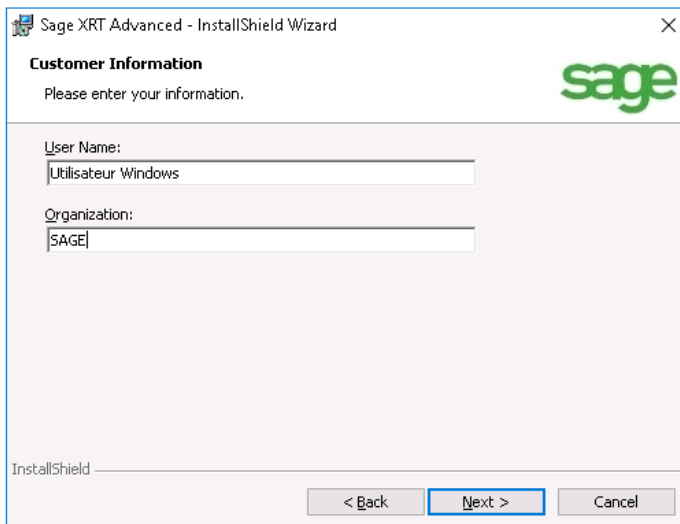 Sage XRT Advanced - InstallShield Wizard
Customer Information
Please enter your information.
sage
User Name:
Utilisateur Windows
Organization:
SAGE
InstallShield
< Back
Next >
Cancel